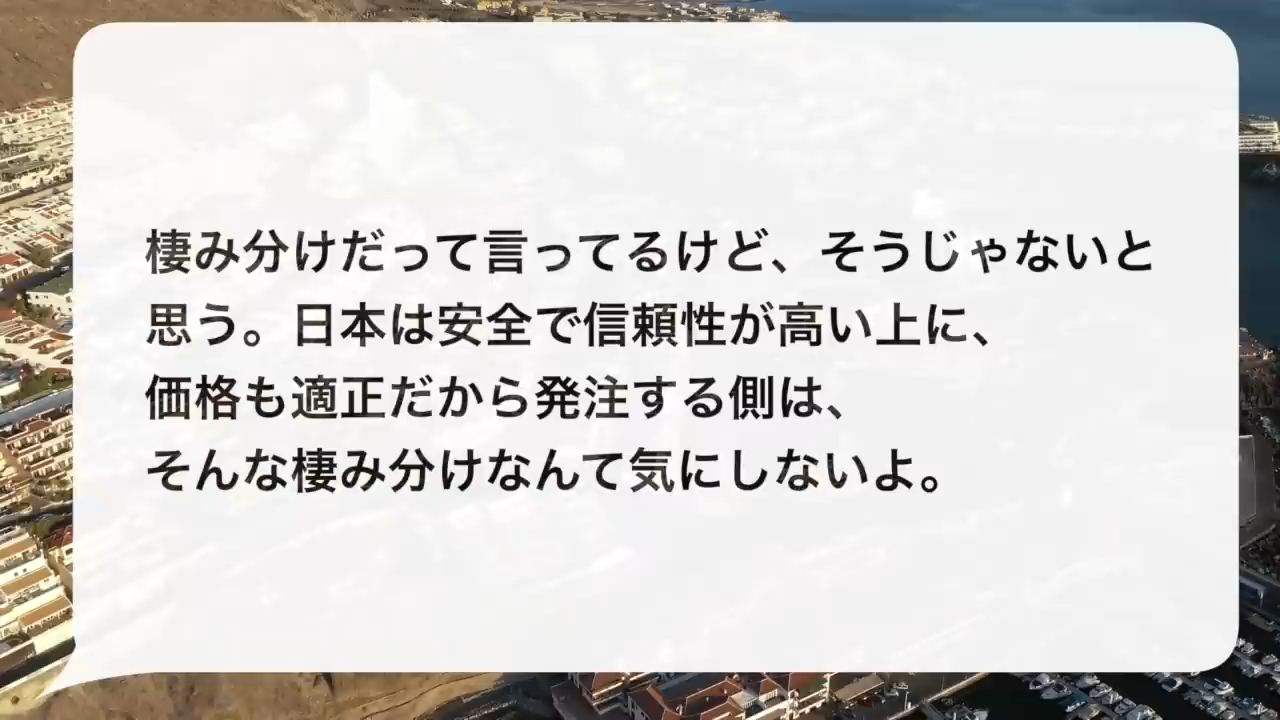 棲み分けだって言ってるけど、そうじゃないと
思う。日本は安全で信頼性が高い上に、
価格も適正だから発注する側は、
そんな棲み分けなんて気にしないよ。